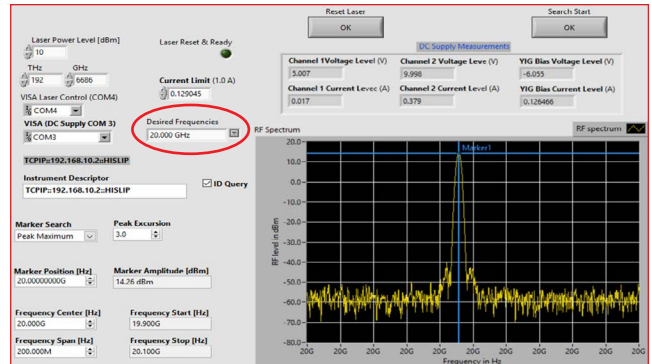 Reset Laser
OK
Search Start
OK
Laser Power Level [dBm]
10
Laser Reset & Ready
THz
192
GHz
6686
Current Limit (1.0 A)
0.129045
DC Supply Measurements
Channel 1Voltage Level (V)
5.007
Channel 2 Voltage Leve (V)
9.998
YIG Bias Voltage Level (V)
-6.055
Channel 1 Current Levec (A)
0.017
Channel 2 Current Level (A)
0.379
YIG Bias Current Level (A)
0.126466
VISA Laser Control (COM4)
COM4
VISA (DC Supply COM 3)
COM3
Desired Frequencies
20.000 GHz
TCPIP::192.168.10.2::HISLIP
Instrument Descriptor
TCPIP::192.168.10.2::HISLIP
ID Query
Marker Search
Peak Maximum
Peak Excursion
3.0
Marker Position [Hz]
20.00000000G
Marker Amplitude [dBm]
14.26 dBm
Frequency Center [Hz]
20.000G
Frequency Start [Hz]
19.900G
Frequency Span [Hz]
200.000M
Frequency Stop [Hz]
20.100G
RF Spectrum
RF spectrum
Marker1
RF level in dBm
20.0
10.0
0.0
-10.0
-20.0
-30.0
-40.0
-50.0
-60.0
-70.0
-80.0
20G 20G 20G 20G 20G 20G 20G 20G 20G 20G 20G
Frequency in Hz